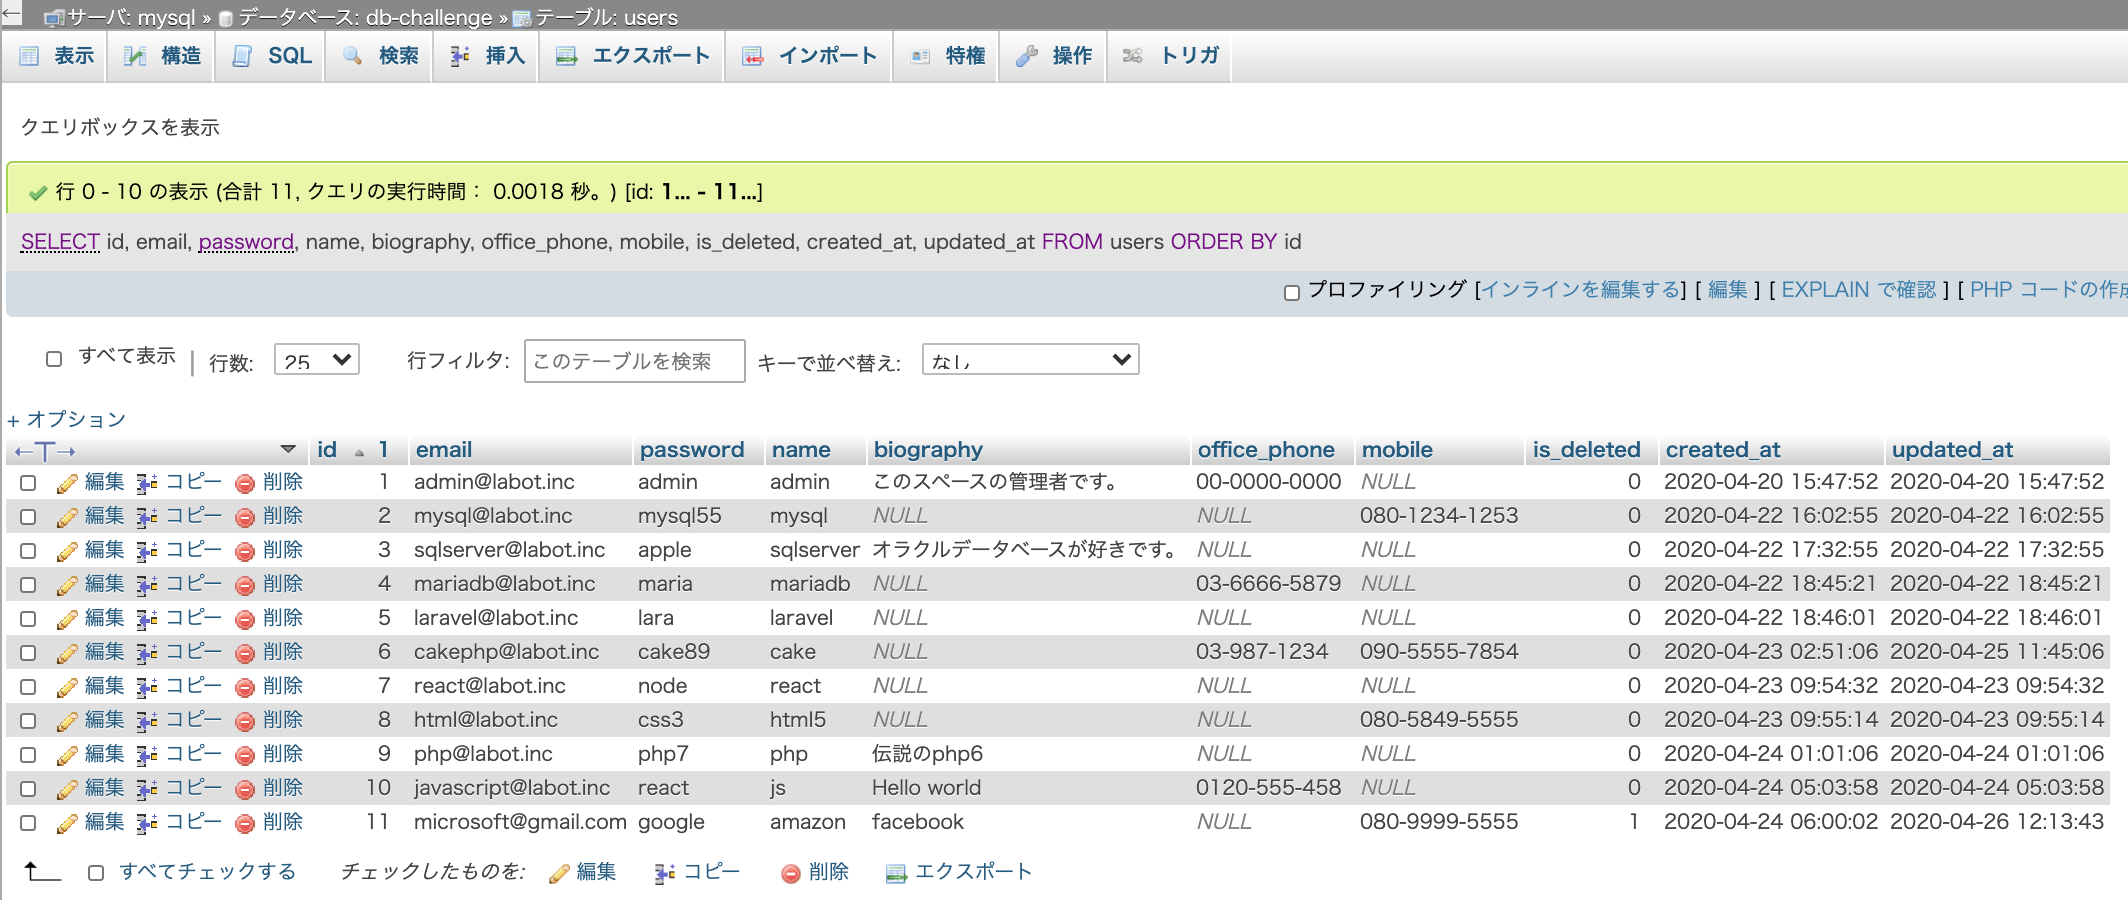 サーバ: mysql » データベース: db-challenge » テーブル: users
表示 構造 SQL 検索 挿入 エクスポート インポート 特権 操作 トリガ
クエリボックスを表示
行 0 - 10 の表示 (合計 11, クエリの実行時間： 0.0018 秒。) [id: 1... - 11...]
SELECT id, email, password, name, biography, office_phone, mobile, is_deleted, created_at, updated_at FROM users ORDER BY id
プロファイリング [インラインを編集する] [ 編集 ] [ EXPLAIN で確認 ] [ PHP コードの作
すべて表示 | 行数: 25 行フィルタ: このテーブルを検索 キーで並べ替え: なし
+ オプション
←T→ id 1 email password name biography office_phone mobile is_deleted created_at updated_at
編集 コピー 削除 1 admin@labot.inc admin admin このスペースの管理者です。 00-0000-0000 NULL 0 2020-04-20 15:47:52 2020-04-20 15:47:52
編集 コピー 削除 2 mysql@labot.inc mysql55 mysql NULL NULL 080-1234-1253 0 2020-04-22 16:02:55 2020-04-22 16:02:55
編集 コピー 削除 3 sqlserver@labot.inc apple sqlserver オラクルデータベースが好きです。 NULL NULL 0 2020-04-22 17:32:55 2020-04-22 17:32:55
編集 コピー 削除 4 mariadb@labot.inc maria mariadb NULL 03-6666-5879 NULL 0 2020-04-22 18:45:21 2020-04-22 18:45:21
編集 コピー 削除 5 laravel@labot.inc lara laravel NULL NULL NULL 0 2020-04-22 18:46:01 2020-04-22 18:46:01
編集 コピー 削除 6 cakephp@labot.inc cake89 cake NULL 03-987-1234 090-5555-7854 0 2020-04-23 02:51:06 2020-04-25 11:45:06
編集 コピー 削除 7 react@labot.inc node react NULL NULL NULL 0 2020-04-23 09:54:32 2020-04-23 09:54:32
編集 コピー 削除 8 html@labot.inc css3 html5 NULL NULL 080-5849-5555 0 2020-04-23 09:55:14 2020-04-23 09:55:14
編集 コピー 削除 9 php@labot.inc php7 php 伝説のphp6 NULL NULL 0 2020-04-24 01:01:06 2020-04-24 01:01:06
編集 コピー 削除 10 javascript@labot.inc react js Hello world 0120-555-458 NULL 0 2020-04-24 05:03:58 2020-04-24 05:03:58
編集 コピー 削除 11 microsoft@gmail.com google amazon facebook NULL 080-9999-5555 1 2020-04-24 06:00:02 2020-04-26 12:13:43
すべてチェックする チェックしたものを: 編集 コピー 削除 エクスポート